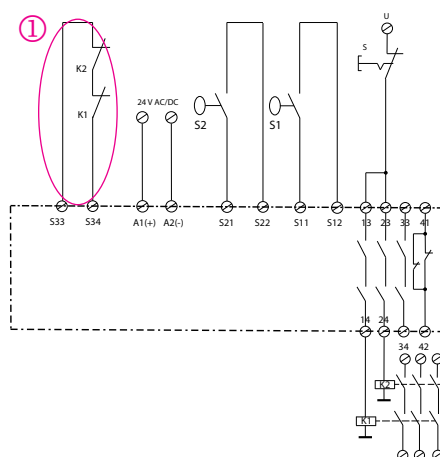 ① U
S
K2
24 V AC/DC
K1 S2 S1
S33 S34 A1(+) A2(-) S21 S22 S11 S12 13 23 33 41
14 24
34 42
K2
K1